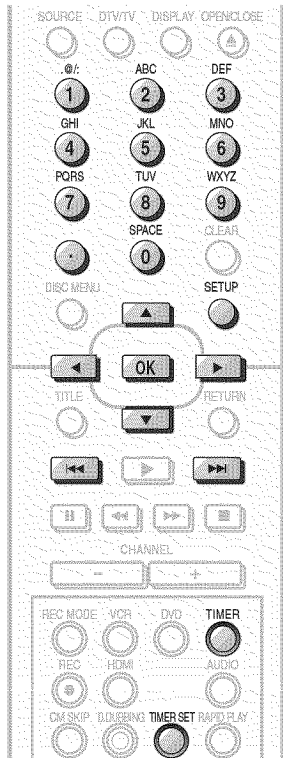 SOURCE DTV/TV DISPLAY OPEN/CLOSE
.@/: ABC DEF
1 2 3
GHI JKL MNO
4 5 6
PQRS TUV WXYZ
7 8 9
SPACE CLEAR
. 0
DISC MENU SETUP
OK
TITLE RETURN
CHANNEL
- +
REC MODE VCR DVD TIMER
REC HDMI AUDIO
CM SKIP D.DUBBING TIMER SET RAPID PLAY